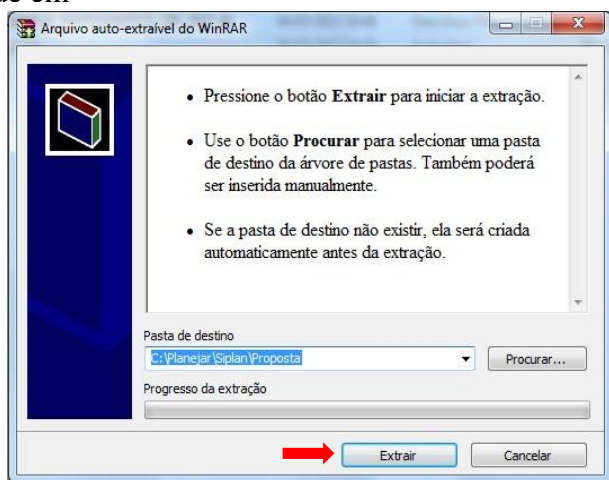 Arquivo auto-extraível do WinRAR
• Pressione o botão Extrair para iniciar a extração.
• Use o botão Procurar para selecionar uma pasta
de destino da árvore de pastas. Também poderá
ser inserida manualmente.
• Se a pasta de destino não existir, ela será criada
automaticamente antes da extração.
Pasta de destino
C:\Planejar\Siplan\Proposta
Procurar...
Progresso da extração
Extrair
Cancelar